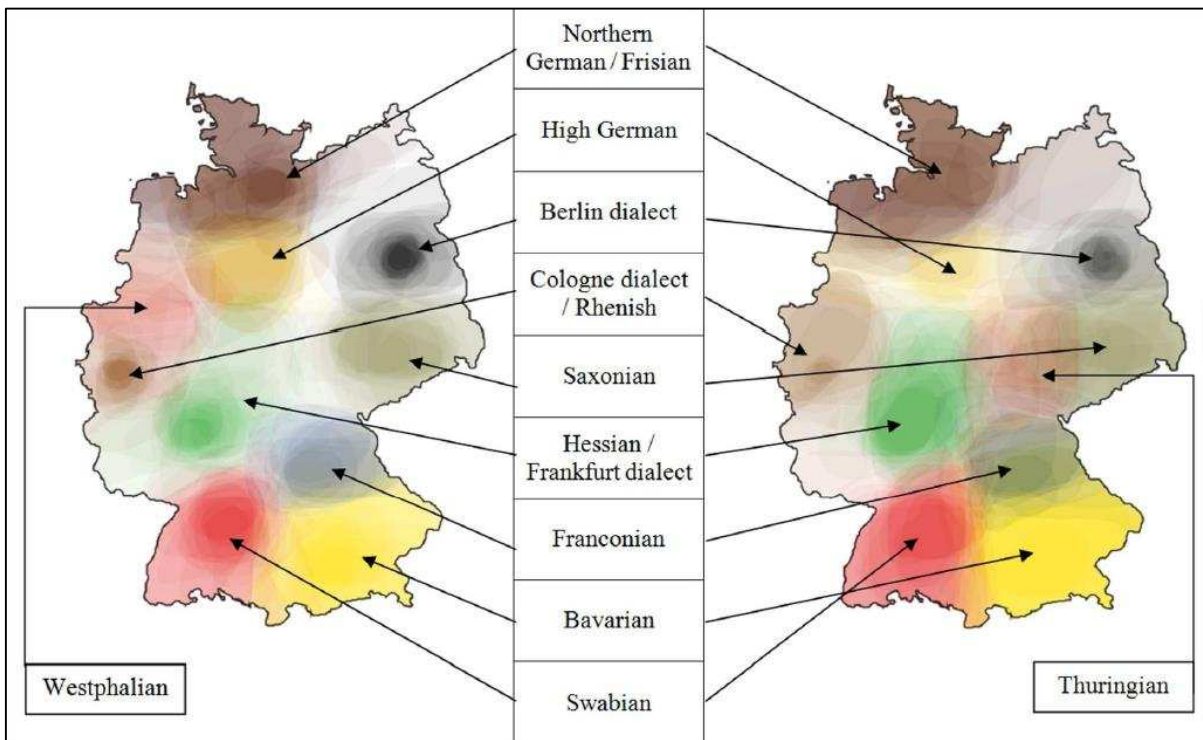 Northern
German / Frisian
High German
Berlin dialect
Cologne dialect
/ Rhenish
Saxonian
Hessian /
Frankfurt dialect
Franconian
Bavarian
Swabian
Westphalian
Thuringian